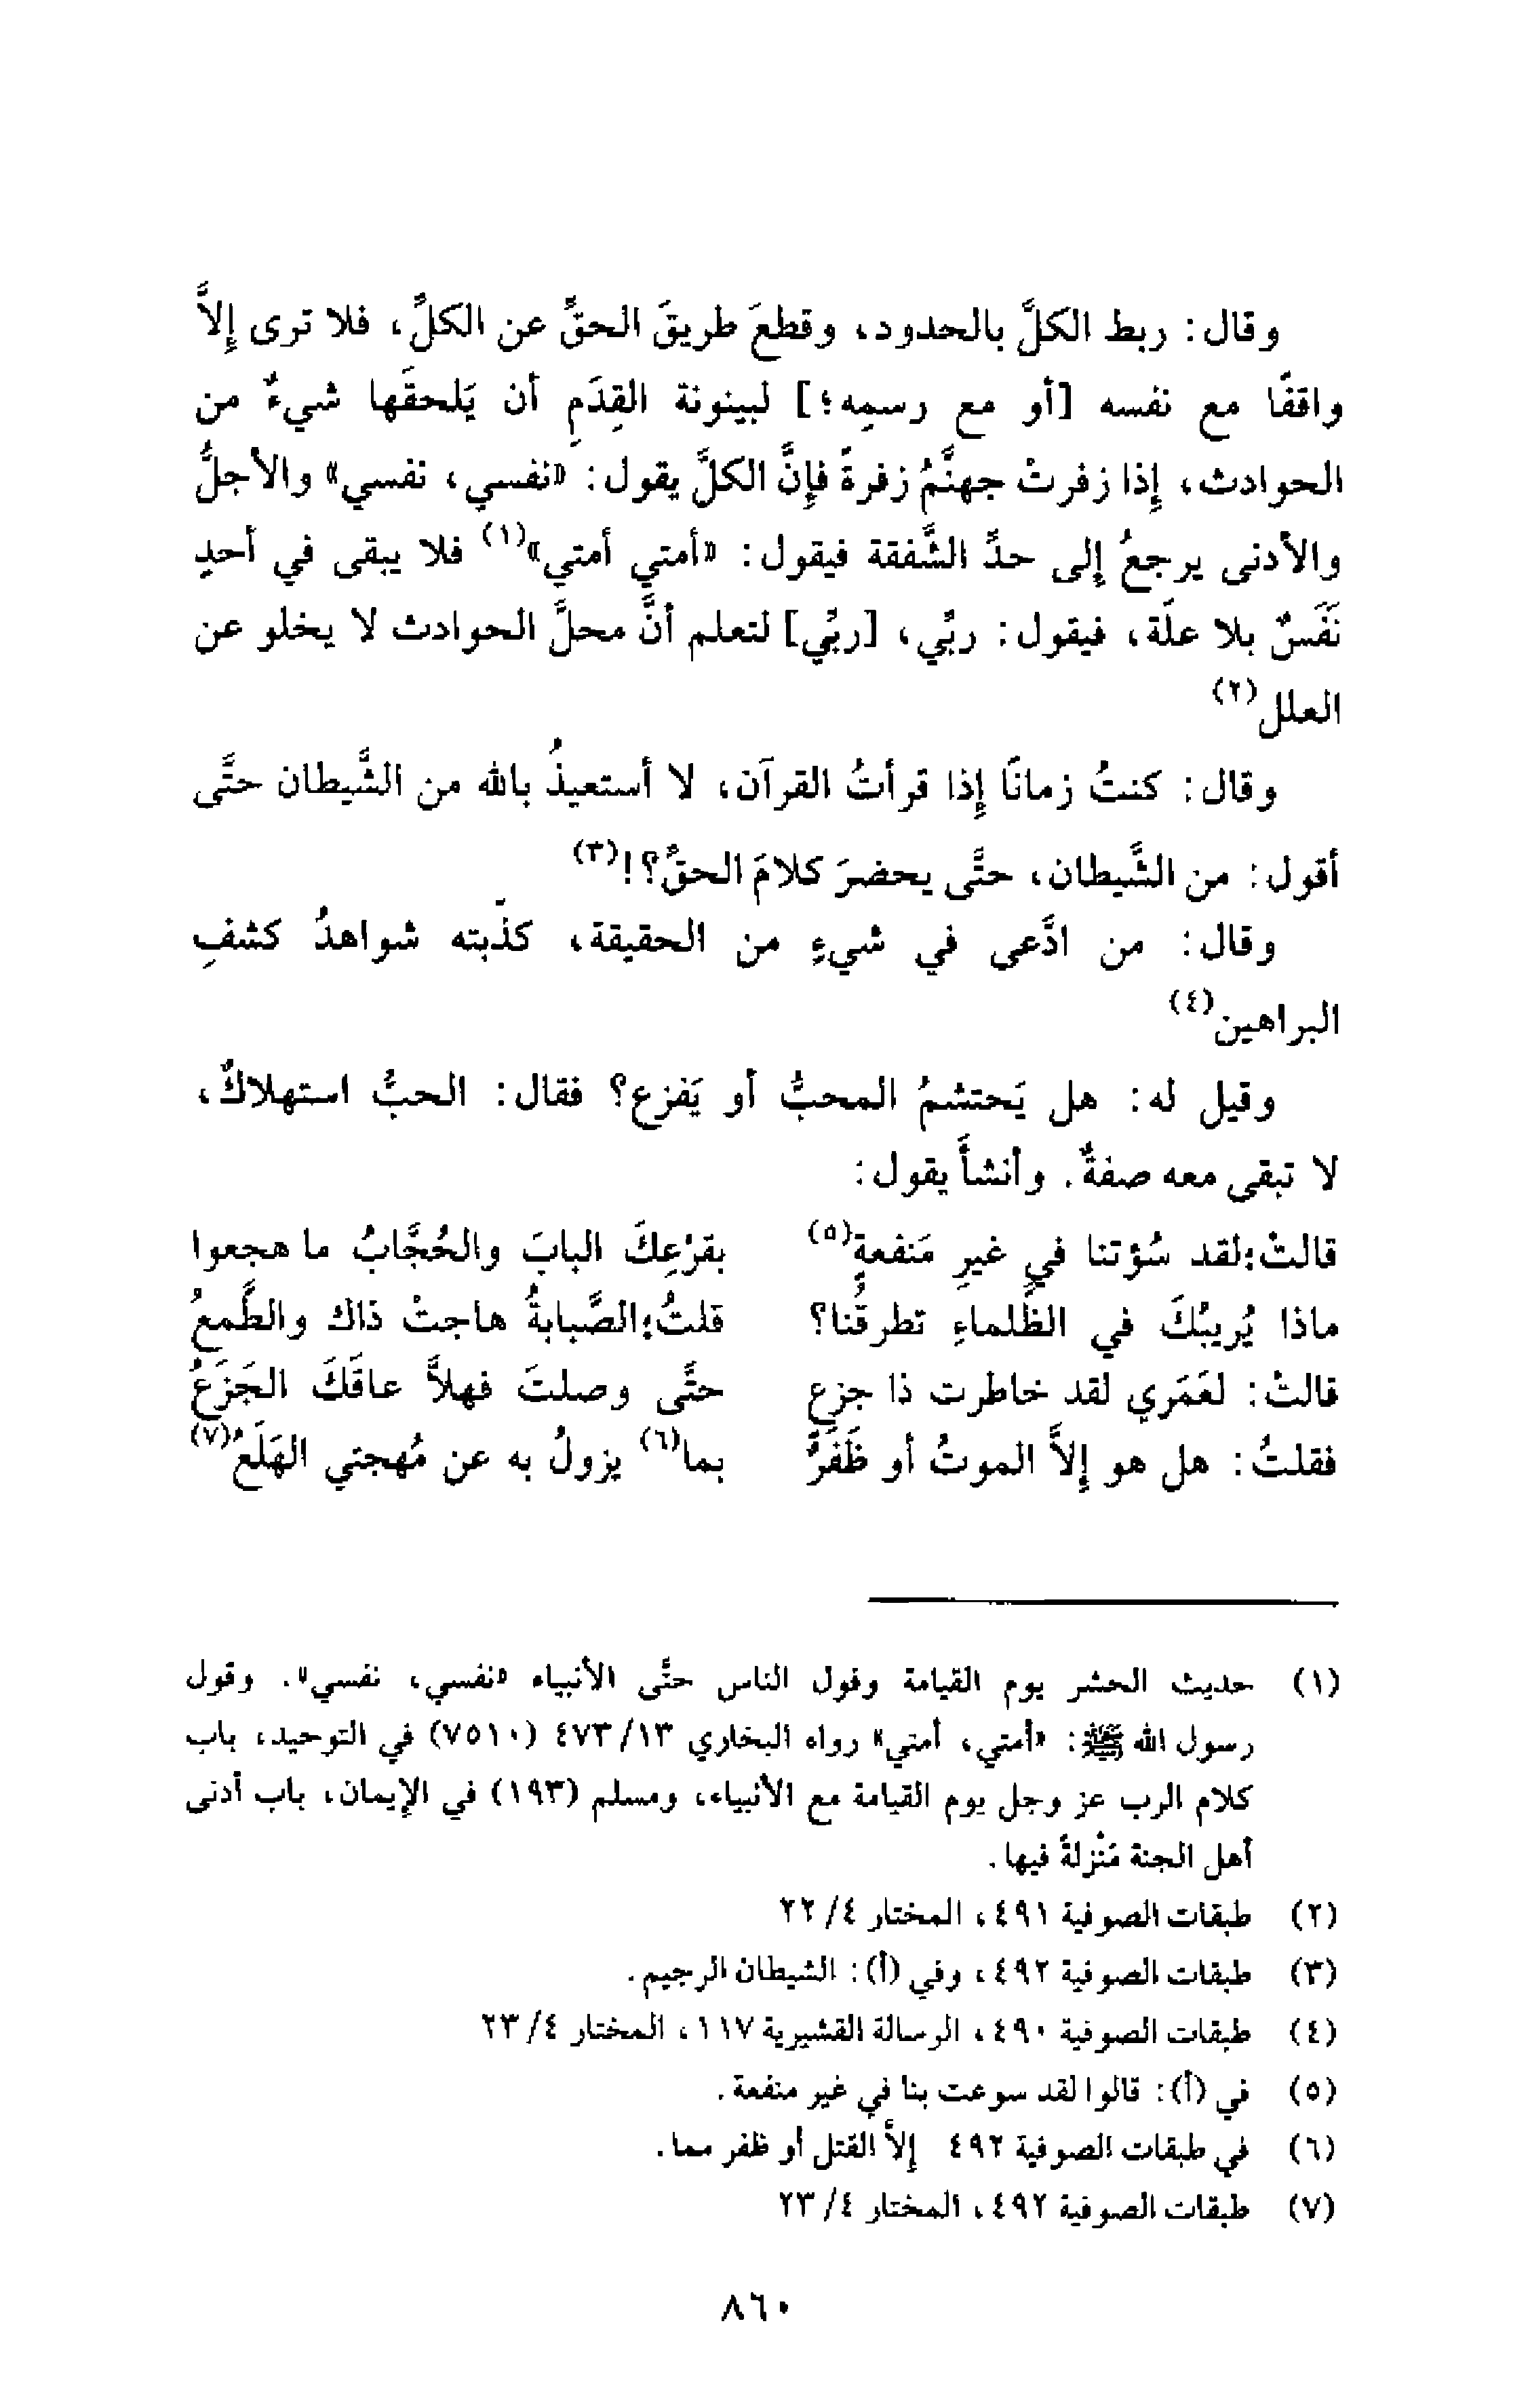 وقال: ربط الكلَّ بالحدود، وقطعَ طريقَ الحقِّ عن الكلِّ، فلا ترى إلاَّ
واقفًا مع نفسه [أو مع رسمِه؛] لبينونة القِدَمِ أن يَلحقَها شيءٌ من
الحوادث، إذا زفرتْ جهنَّمُ زفرةً فإنَّ الكلَّ يقول: «نفسي، نفسي» والأجلُّ
والأدنى يرجعُ إلى حدِّ الشَّفقة فيقول: «أمتي أمتي»(١) فلا يبقى في أحدٍ
نَفَسٌ بلا علَّة، فيقول: ربِّي، [ربِّي] لتعلم أنَّ محلَّ الحوادث لا يخلو عن
العلل(٢)
وقال: كنتُ زمانًا إذا قرأتُ القرآن، لا أستعيذُ بالله من الشَّيطان حتَّى
أقول: من الشَّيطان، حتَّى يحضرَ كلامَ الحقِّ؟!(٣)
وقال: من ادَّعى في شيءٍ من الحقيقة، كذّبته شواهدُ كشفِ
البراهين(٤)
وقيل له: هل يَحتشمُ المحبُّ أو يَفزع؟ فقال: الحبُّ استهلاكٌ،
لا تبقى معه صفةٌ. وأنشأَ يقول:
قالتْ؛لقد سُؤتنا في غيرِ مَنفعةٍ(٥) بقرْعِكَ البابَ والحُجَّابُ ما هجعوا
ماذا يُريبُكَ في الظَّلماءِ تطرقُنا؟ قلتُ؛الصَّبابةُ هاجتْ ذاك والطَّمعُ
قالتْ: لعَمَري لقد خاطرت ذا جزعٍ حتَّى وصلتَ فهلاَّ عاقَكَ الجَزَعُ
فقلتُ: هل هو إلاَّ الموتُ أو ظَفَرٌ بما(٦) يزولُ به عن مُهجتي الهَلَعُ(٧)
(١) حديث الحشر يوم القيامة وقول الناس حتَّى الأنبياء «نفسي، نفسي». وقول
رسول الله ﷺ: «أمتي، أمتي» رواه البخاري ١٣/٤٧٣ (٧٥١٠) في التوحيد، باب
كلام الرب عز وجل يوم القيامة مع الأنبياء، ومسلم (١٩٣) في الإيمان، باب أدنى
أهل الجنة مَنْزلةً فيها.
(٢) طبقات الصوفية ٤٩١، المختار ٤/٢٢
(٣) طبقات الصوفية ٤٩٢، وفي (أ): الشيطان الرجيم.
(٤) طبقات الصوفية ٤٩٠، الرسالة القشيرية ١١٧، المختار ٤/٢٣
(٥) في (أ): قالوا لقد سوعت بنا في غير منفعة.
(٦) في طبقات الصوفية ٤٩٢ إلاَّ القتل أو ظفر مما.
(٧) طبقات الصوفية ٤٩٢، المختار ٤/٢٣
٨٦٠